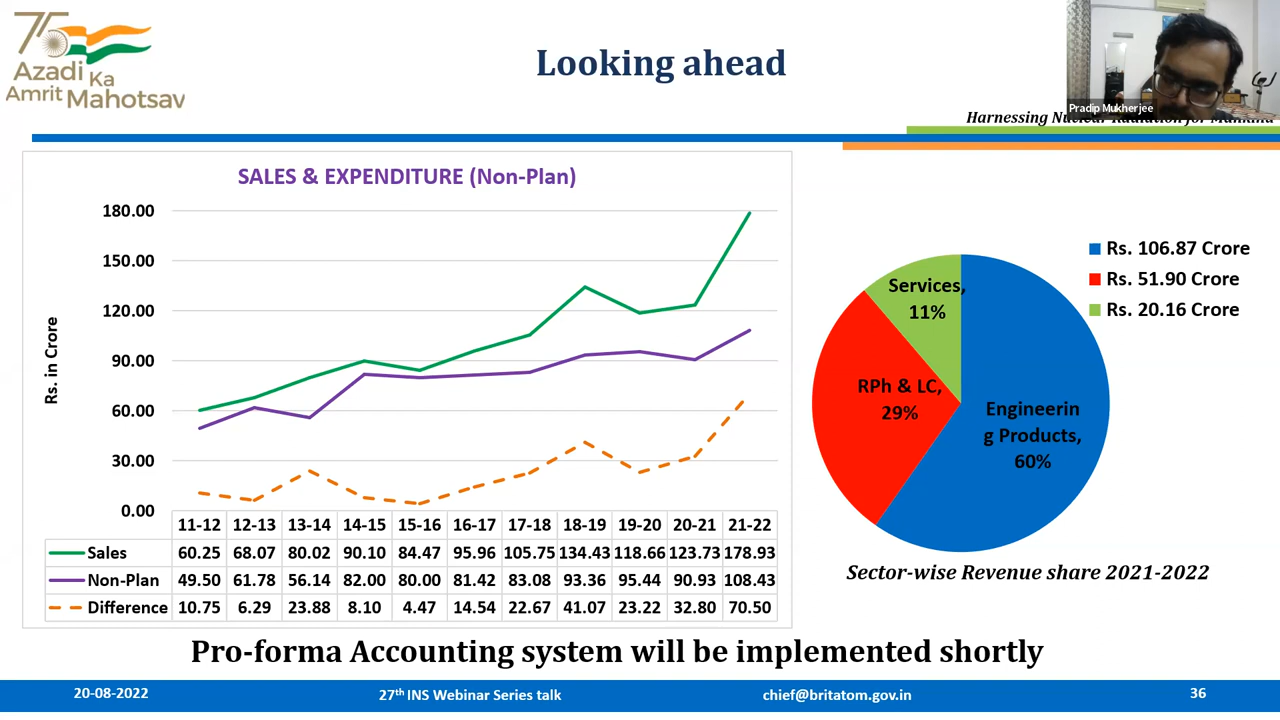 75
Azadi Ka
Amrit Mahotsav
Looking ahead
Pradip Mukherjee
Harnessing Nuclear Radiation for Mankind
SALES & EXPENDITURE (Non-Plan)
Rs. in Crore
180.00
150.00
120.00
90.00
60.00
30.00
0.00
11-12 12-13 13-14 14-15 15-16 16-17 17-18 18-19 19-20 20-21 21-22
Sales 60.25 68.07 80.02 90.10 84.47 95.96 105.75 134.43 118.66 123.73 178.93
Non-Plan 49.50 61.78 56.14 82.00 80.00 81.42 83.08 93.36 95.44 90.93 108.43
Difference 10.75 6.29 23.88 8.10 4.47 14.54 22.67 41.07 23.22 32.80 70.50
Rs. 106.87 Crore
Rs. 51.90 Crore
Rs. 20.16 Crore
Services,
11%
RPh & LC,
29%
Engineerin
g Products,
60%
Sector-wise Revenue share 2021-2022
Pro-forma Accounting system will be implemented shortly
20-08-2022 27th INS Webinar Series talk chief@britatom.gov.in 36